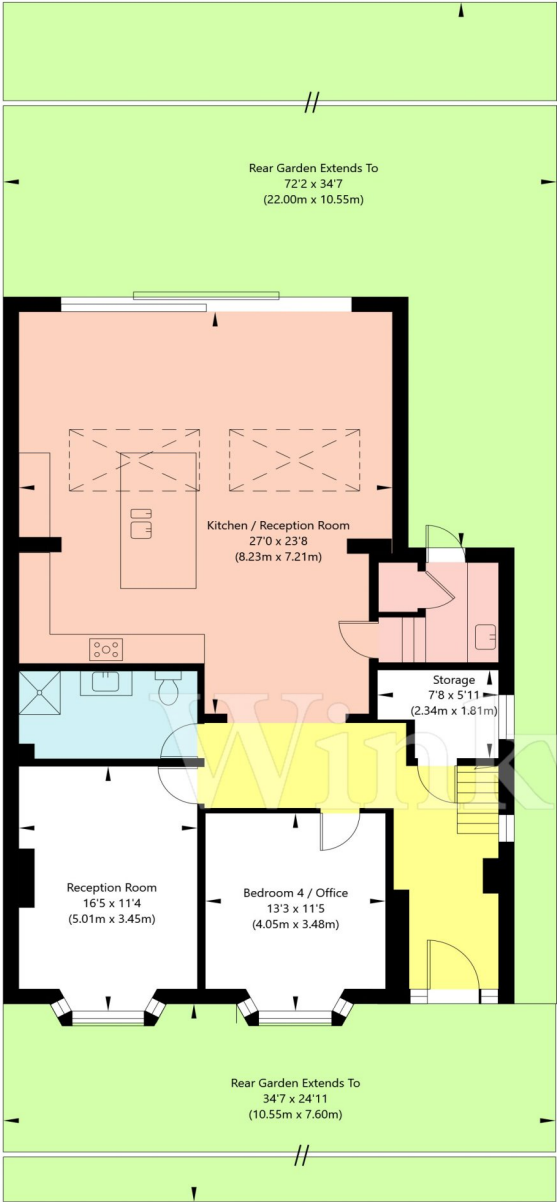 Rear Garden Extends To
72'2 x 34'7
(22.00m x 10.55m)
Kitchen / Reception Room
27'0 x 23'8
(8.23m x 7.21m)
Storage
7'8 x 5'11
(2.34m x 1.81m)
Wink
Reception Room
16'5 x 11'4
(5.01m x 3.45m)
Bedroom 4 / Office
13'3 x 11'5
(4.05m x 3.48m)
Rear Garden Extends To
34'7 x 24'11
(10.55m x 7.60m)